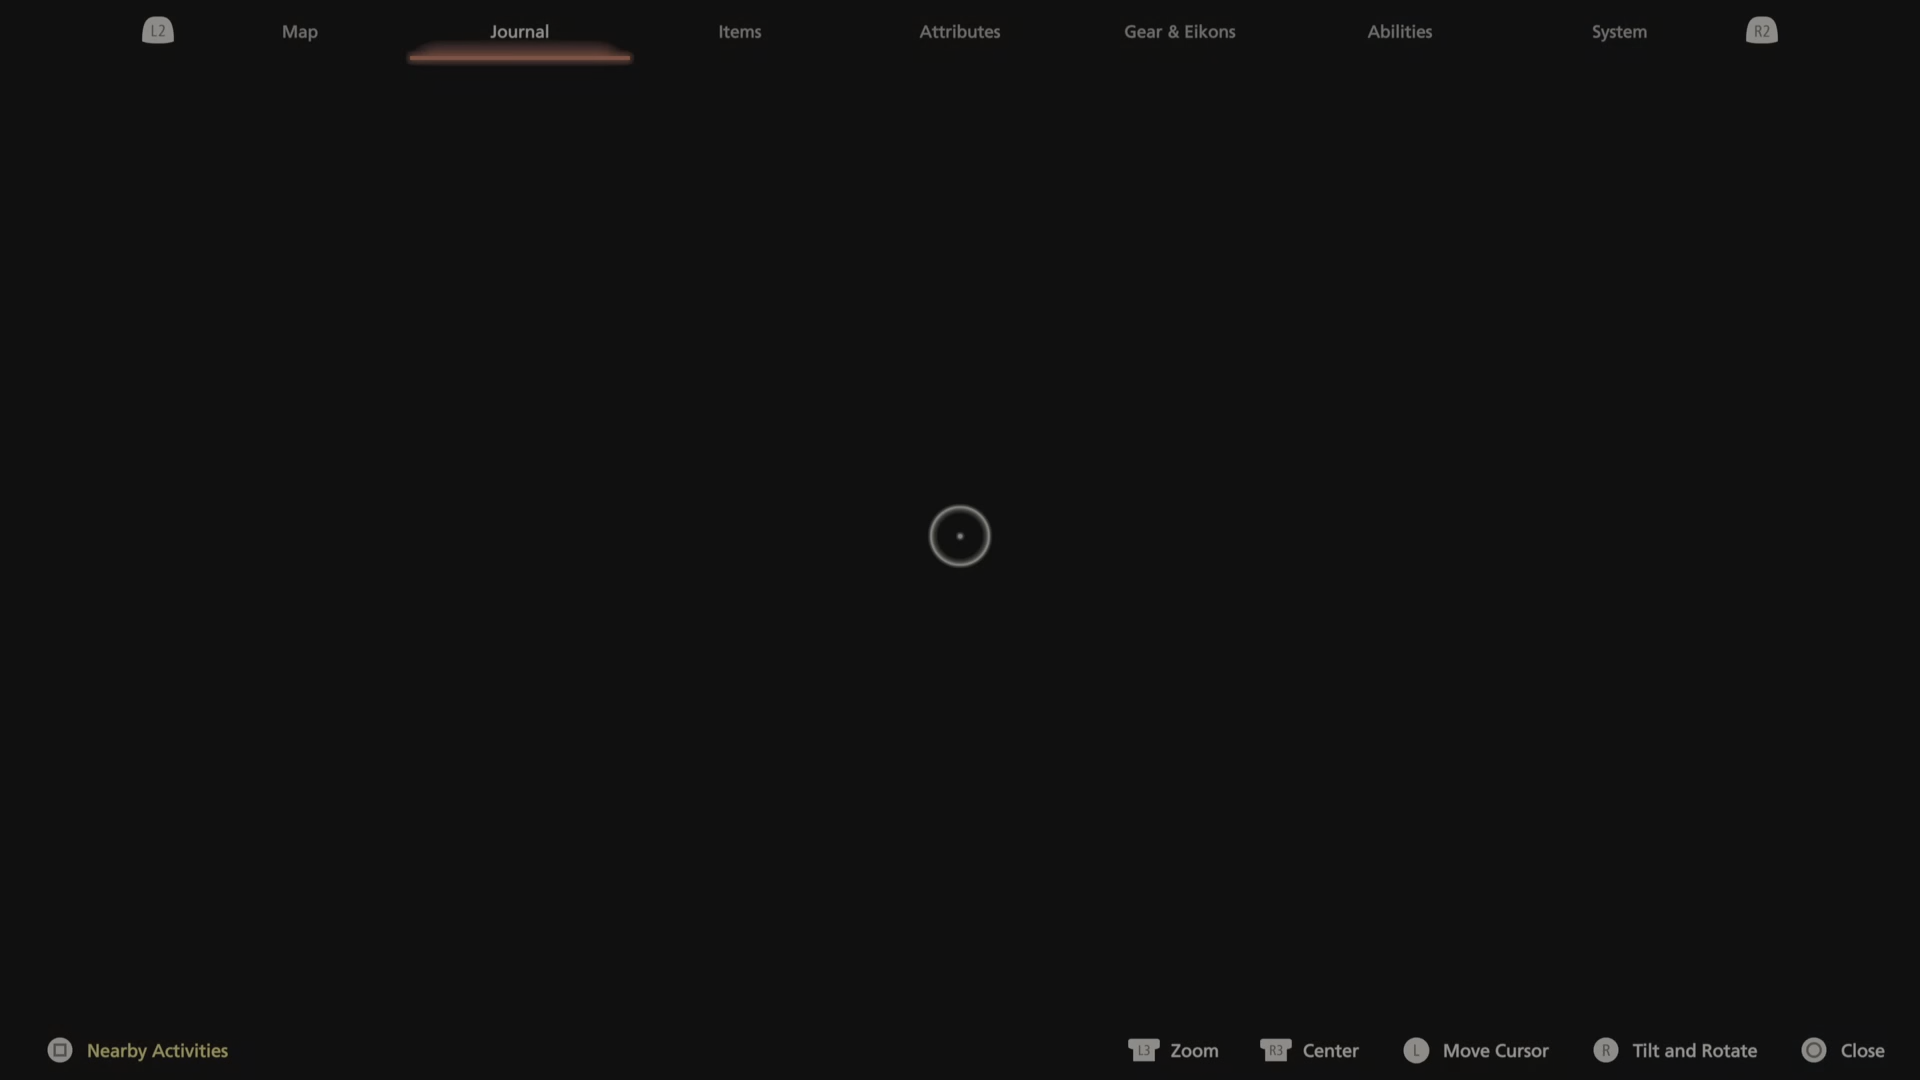 L2 Map Journal Items Attributes Gear & Eikons Abilities System R2
Nearby Activities L3 Zoom R3 Center L Move Cursor R Tilt and Rotate Close